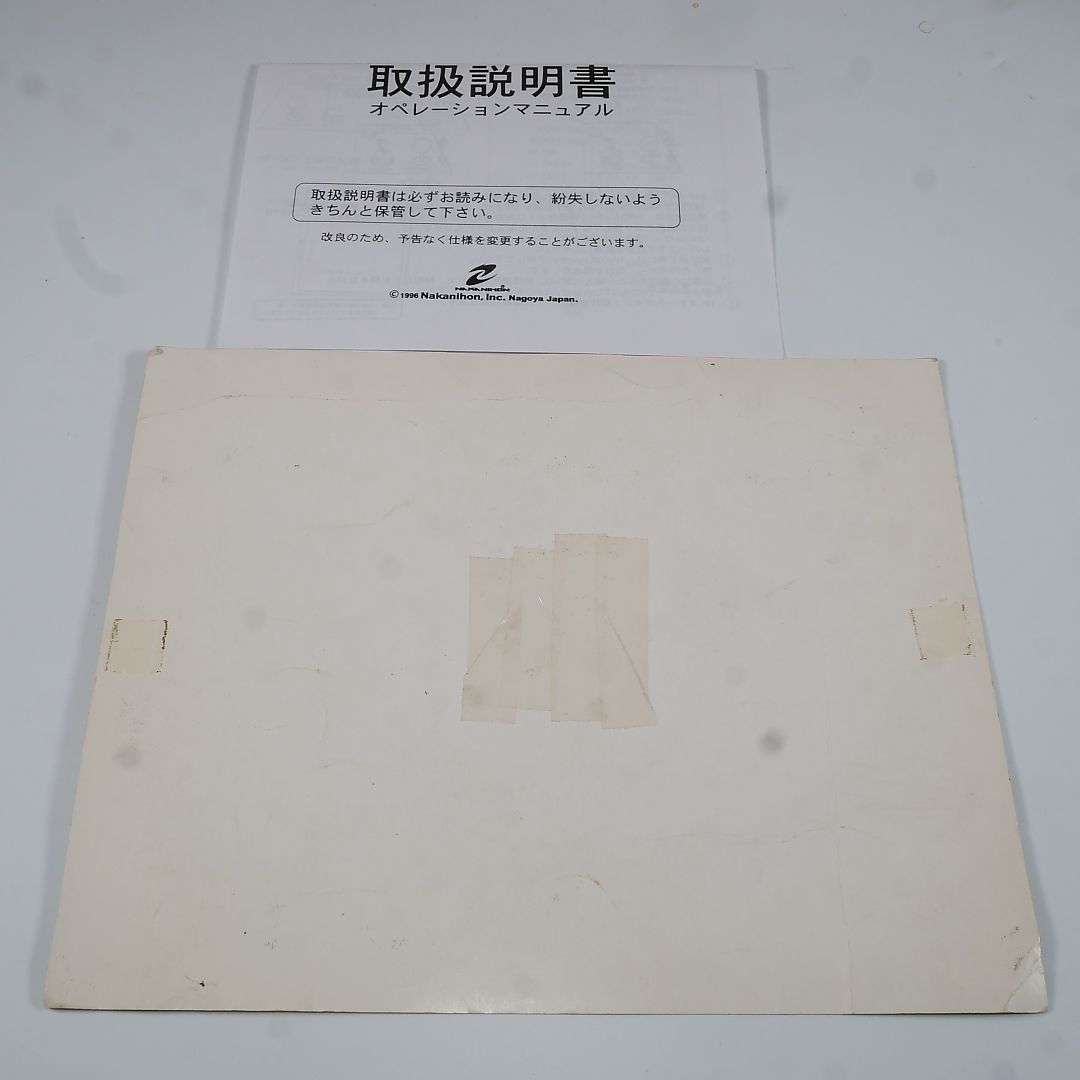 取扱説明書
オペレーションマニュアル
取扱説明書は必ずお読みになり、紛失しないよう
きちんと保管して下さい。
改良のため、予告なく仕様を変更することがございます。
NAKANIHON
©1996 Nakanihon, Inc. Nagoya Japan.